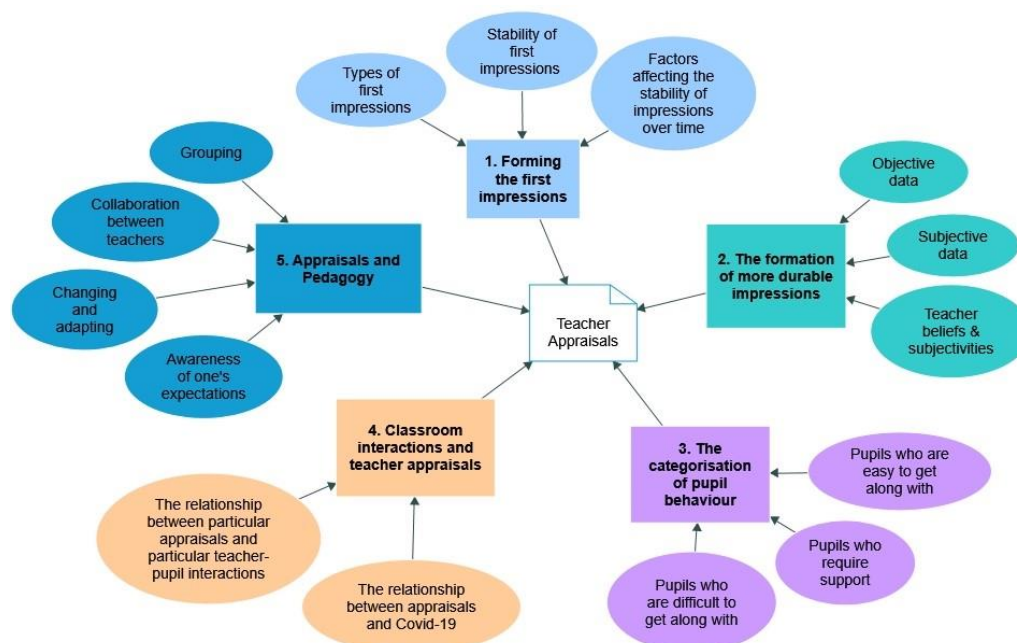 Types of
first
impressions
Stability of
first
impressions
Factors
affecting the
stability of
impressions
over time
1. Forming
the first
impressions
Grouping
Collaboration
between
teachers
Changing
and
adapting
Awareness
of one's
expectations
5. Appraisals and
Pedagogy
Objective
data
Subjective
data
Teacher
beliefs &
subjectivities
2. The formation
of more durable
impressions
Teacher
Appraisals
4. Classroom
interactions and
teacher appraisals
The relationship
between particular
appraisals and
particular teacher-
pupil interactions
The relationship
between appraisals
and Covid-19
3. The
categorisation
of pupil
behaviour
Pupils who are
easy to get
along with
Pupils who
require
support
Pupils who
are difficult to
get along with